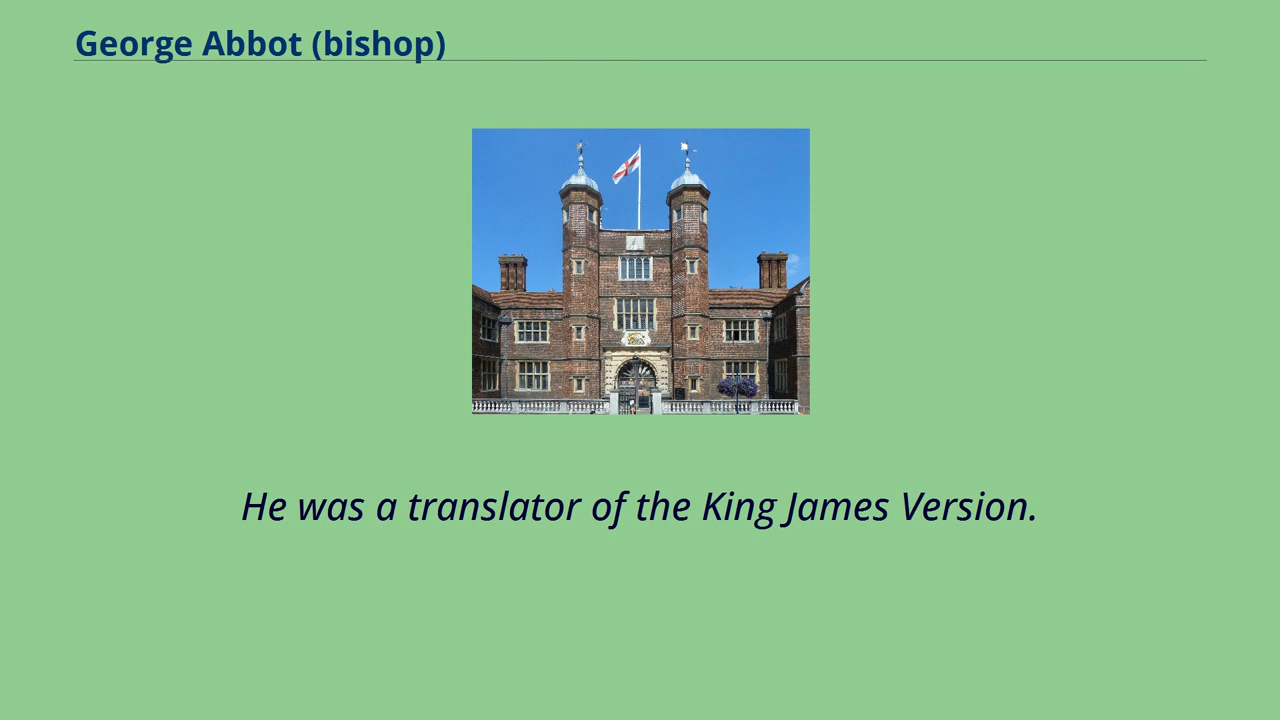 George Abbot (bishop)
He was a translator of the King James Version.